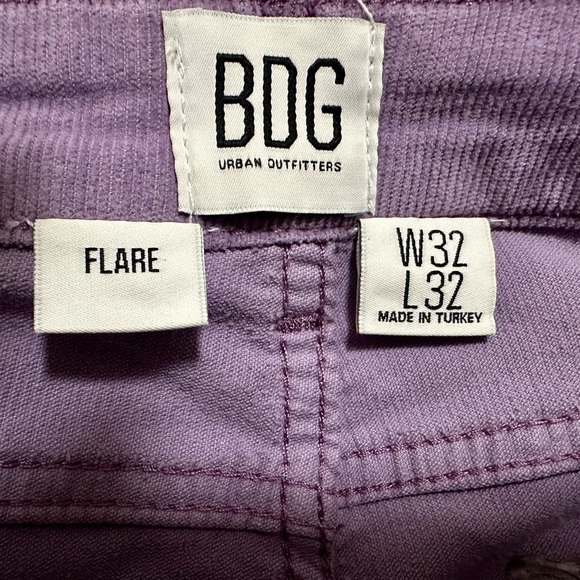 BDG
URBAN OUTFITTERS
FLARE
W32
L32
MADE IN TURKEY